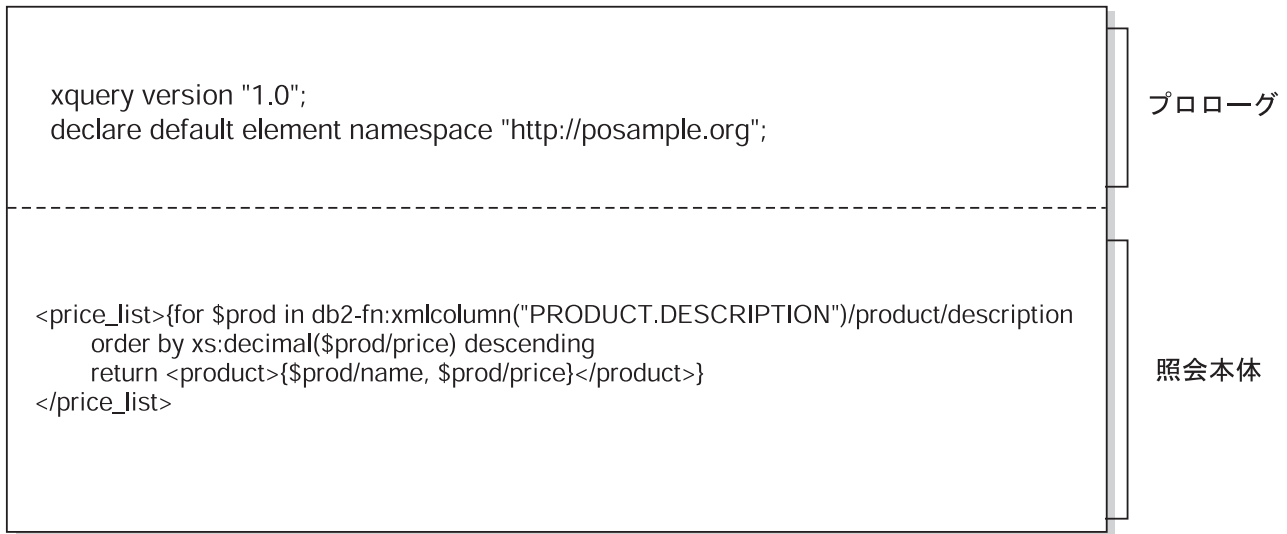 xquery version "1.0";
declare default element namespace "http://posample.org";
プロローグ
<price_list>{for $prod in db2-fn:xmlcolumn("PRODUCT.DESCRIPTION")/product/description
order by xs:decimal($prod/price) descending
return <product>{$prod/name, $prod/price}</product>}
</price_list>
照会本体